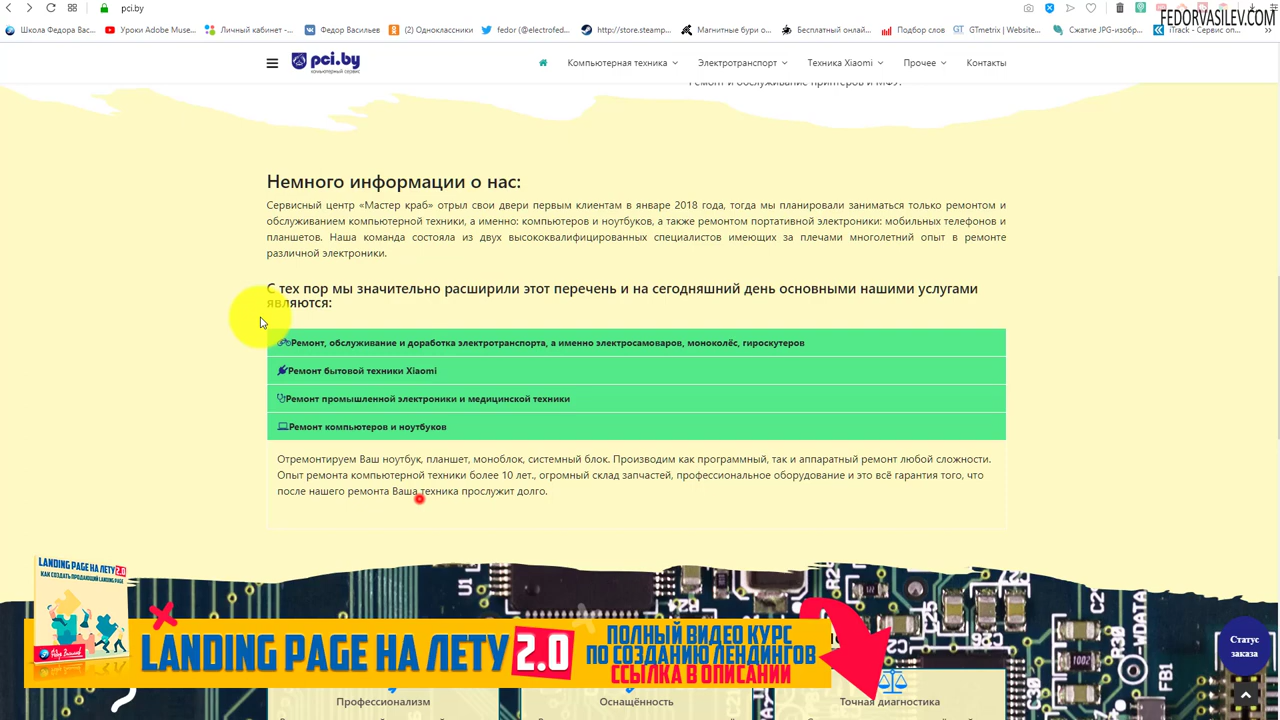 pci.by
FEDORVASILEV.COM
Школа Федора Вас...
Уроки Adobe Muse...
Личный кабинет -...
Федор Васильев
(2) Одноклассники
fedor (@electrofed...
http://store.steamp...
Магнитные бури о...
Бесплатный онлай...
Подбор слов
GTmetrix | Website...
Сжатие JPG-изобр...
iTrack - Сервис оп...
pci.by
компьютерный сервис
Компьютерная техника
Электротранспорт
Техника Xiaomi
Прочее
Контакты
Ремонт и обслуживание принтеров и МФУ.
Немного информации о нас:
Сервисный центр «Мастер краб» отрыл свои двери первым клиентам в январе 2018 года, тогда мы планировали заниматься только ремонтом и
обслуживанием компьютерной техники, а именно: компьютеров и ноутбуков, а также ремонтом портативной электроники: мобильных телефонов и
планшетов. Наша команда состояла из двух высококвалифицированных специалистов имеющих за плечами многолетний опыт в ремонте
различной электроники.
С тех пор мы значительно расширили этот перечень и на сегодняшний день основными нашими услугами
являются:
Ремонт, обслуживание и доработка электротранспорта, а именно электросамоваров, моноколёс, гироскутеров
Ремонт бытовой техники Xiaomi
Ремонт промышленной электроники и медицинской техники
Ремонт компьютеров и ноутбуков
Отремонтируем Ваш ноутбук, планшет, моноблок, системный блок. Производим как программный, так и аппаратный ремонт любой сложности.
Опыт ремонта компьютерной техники более 10 лет., огромный склад запчастей, профессиональное оборудование и это всё гарантия того, что
после нашего ремонта Ваша техника прослужит долго.
U1
C25
C2
MDATA
1002
FB1
LANDING PAGE НА ЛЕТУ 2.0
КАК СОЗДАТЬ ПРОДАЮЩИЙ LANDING PAGE
LANDING PAGE НА ЛЕТУ 2.0
ПОЛНЫЙ ВИДЕО КУРС
ПО СОЗДАНИЮ ЛЕНДИНГОВ
ССЫЛКА В ОПИСАНИИ
Статус
заказа
Профессионализм
Оснащённость
Точная диагностика